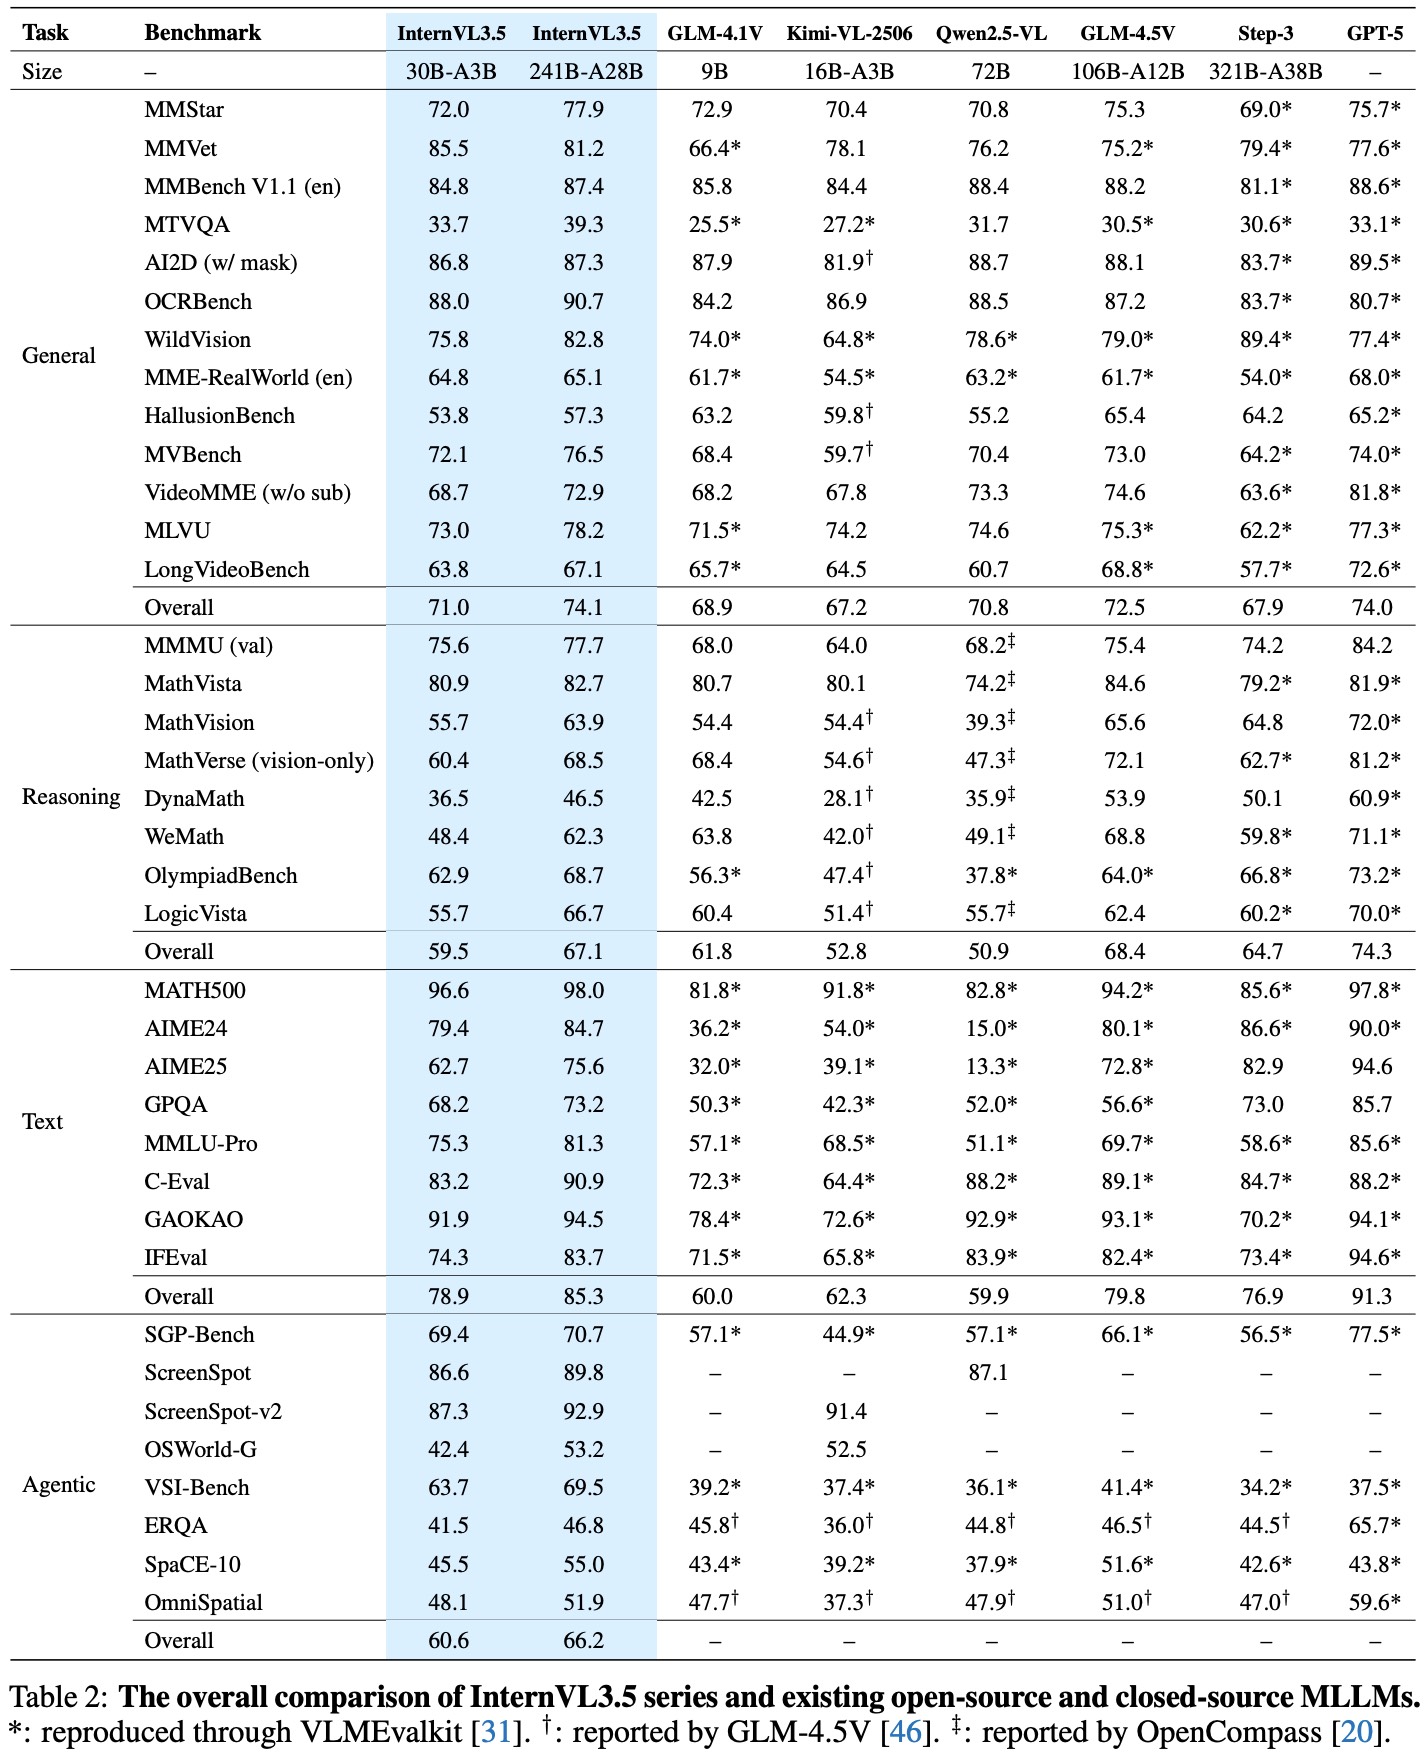 Task Benchmark InternVL3.5 InternVL3.5 GLM-4.1V Kimi-VL-2506 Qwen2.5-VL GLM-4.5V Step-3 GPT-5
Size – 30B-A3B 241B-A28B 9B 16B-A3B 72B 106B-A12B 321B-A38B –
MMStar 72.0 77.9 72.9 70.4 70.8 75.3 69.0* 75.7*
MMVet 85.5 81.2 66.4* 78.1 76.2 75.2* 79.4* 77.6*
MMBench V1.1 (en) 84.8 87.4 85.8 84.4 88.4 88.2 81.1* 88.6*
MTVQA 33.7 39.3 25.5* 27.2* 31.7 30.5* 30.6* 33.1*
AI2D (w/ mask) 86.8 87.3 87.9 81.9† 88.7 88.1 83.7* 89.5*
OCRBench 88.0 90.7 84.2 86.9 88.5 87.2 83.7* 80.7*
WildVision 75.8 82.8 74.0* 64.8* 78.6* 79.0* 89.4* 77.4*
General
MME-RealWorld (en) 64.8 65.1 61.7* 54.5* 63.2* 61.7* 54.0* 68.0*
HallusionBench 53.8 57.3 63.2 59.8† 55.2 65.4 64.2 65.2*
MVBench 72.1 76.5 68.4 59.7† 70.4 73.0 64.2* 74.0*
VideoMME (w/o sub) 68.7 72.9 68.2 67.8 73.3 74.6 63.6* 81.8*
MLVU 73.0 78.2 71.5* 74.2 74.6 75.3* 62.2* 77.3*
LongVideoBench 63.8 67.1 65.7* 64.5 60.7 68.8* 57.7* 72.6*
Overall 71.0 74.1 68.9 67.2 70.8 72.5 67.9 74.0
MMMU (val) 75.6 77.7 68.0 64.0 68.2‡ 75.4 74.2 84.2
MathVista 80.9 82.7 80.7 80.1 74.2‡ 84.6 79.2* 81.9*
MathVision 55.7 63.9 54.4 54.4† 39.3‡ 65.6 64.8 72.0*
MathVerse (vision-only) 60.4 68.5 68.4 54.6† 47.3‡ 72.1 62.7* 81.2*
Reasoning DynaMath 36.5 46.5 42.5 28.1† 35.9‡ 53.9 50.1 60.9*
WeMath 48.4 62.3 63.8 42.0† 49.1‡ 68.8 59.8* 71.1*
OlympiadBench 62.9 68.7 56.3* 47.4† 37.8* 64.0* 66.8* 73.2*
LogicVista 55.7 66.7 60.4 51.4† 55.7‡ 62.4 60.2* 70.0*
Overall 59.5 67.1 61.8 52.8 50.9 68.4 64.7 74.3
MATH500 96.6 98.0 81.8* 91.8* 82.8* 94.2* 85.6* 97.8*
AIME24 79.4 84.7 36.2* 54.0* 15.0* 80.1* 86.6* 90.0*
AIME25 62.7 75.6 32.0* 39.1* 13.3* 72.8* 82.9 94.6
GPQA 68.2 73.2 50.3* 42.3* 52.0* 56.6* 73.0 85.7
Text
MMLU-Pro 75.3 81.3 57.1* 68.5* 51.1* 69.7* 58.6* 85.6*
C-Eval 83.2 90.9 72.3* 64.4* 88.2* 89.1* 84.7* 88.2*
GAOKAO 91.9 94.5 78.4* 72.6* 92.9* 93.1* 70.2* 94.1*
IFEval 74.3 83.7 71.5* 65.8* 83.9* 82.4* 73.4* 94.6*
Overall 78.9 85.3 60.0 62.3 59.9 79.8 76.9 91.3
SGP-Bench 69.4 70.7 57.1* 44.9* 57.1* 66.1* 56.5* 77.5*
ScreenSpot 86.6 89.8 – – 87.1 – – –
ScreenSpot-v2 87.3 92.9 – 91.4 – – – –
OSWorld-G 42.4 53.2 – 52.5 – – – –
Agentic VSI-Bench 63.7 69.5 39.2* 37.4* 36.1* 41.4* 34.2* 37.5*
ERQA 41.5 46.8 45.8† 36.0† 44.8† 46.5† 44.5† 65.7*
SpaCE-10 45.5 55.0 43.4* 39.2* 37.9* 51.6* 42.6* 43.8*
OmniSpatial 48.1 51.9 47.7† 37.3† 47.9† 51.0† 47.0† 59.6*
Overall 60.6 66.2 – – – – – –
Table 2: The overall comparison of InternVL3.5 series and existing open-source and closed-source MLLMs.
*: reproduced through VLMEvalkit [31]. †: reported by GLM-4.5V [46]. ‡: reported by OpenCompass [20].